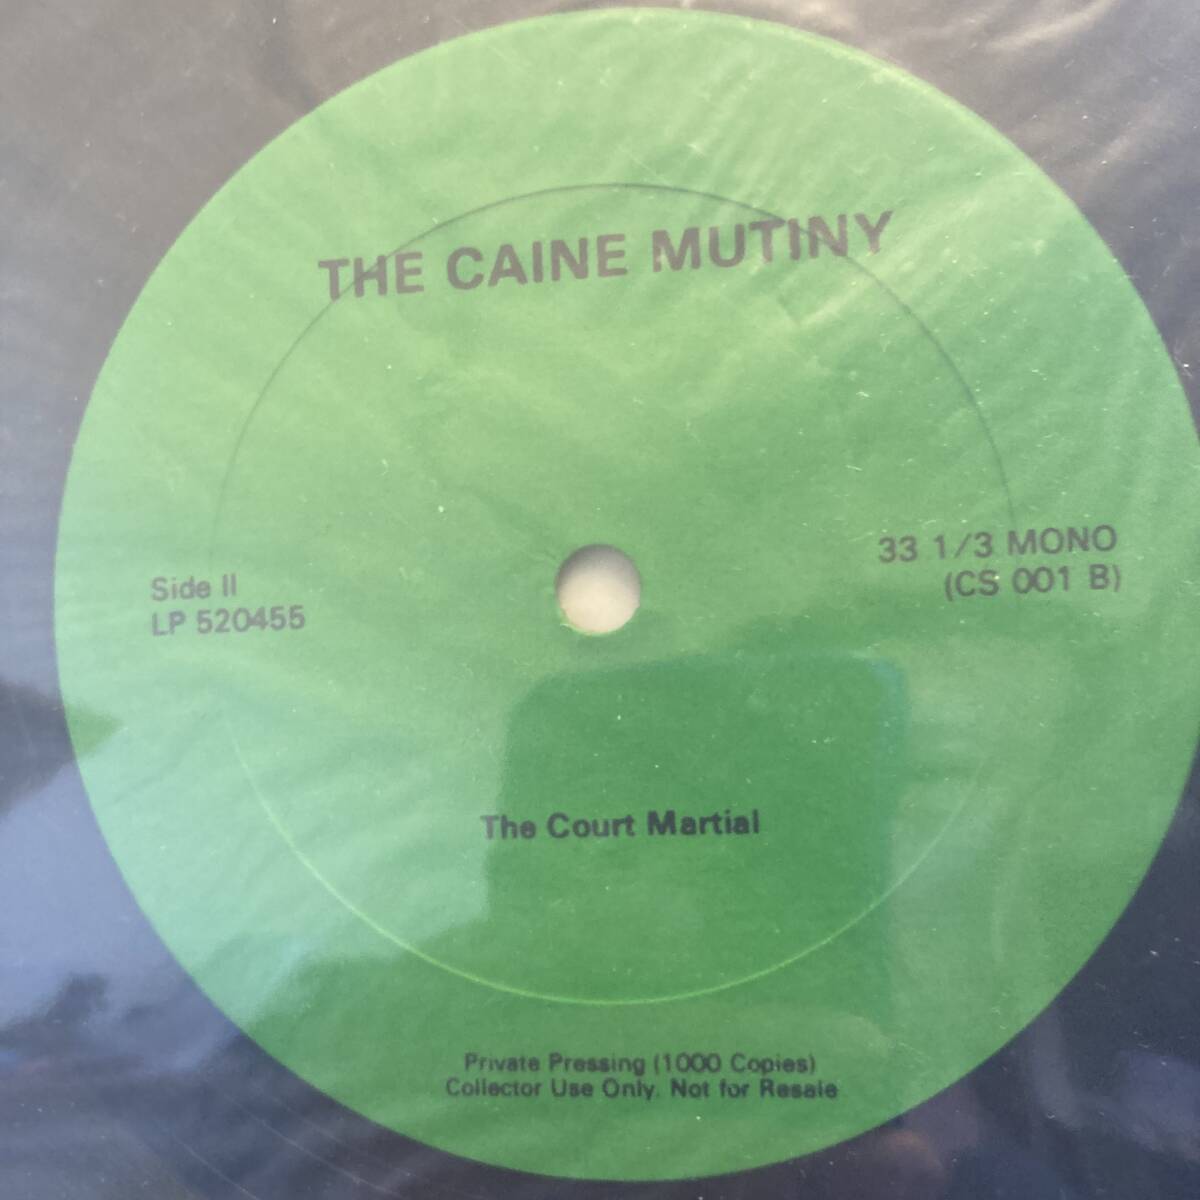 THE CAINE MUTINY
Side II
LP 520455
33 1/3 MONO
(CS 001 B)
The Court Martial
Private Pressing (1000 Copies)
Collector Use Only. Not for Resale